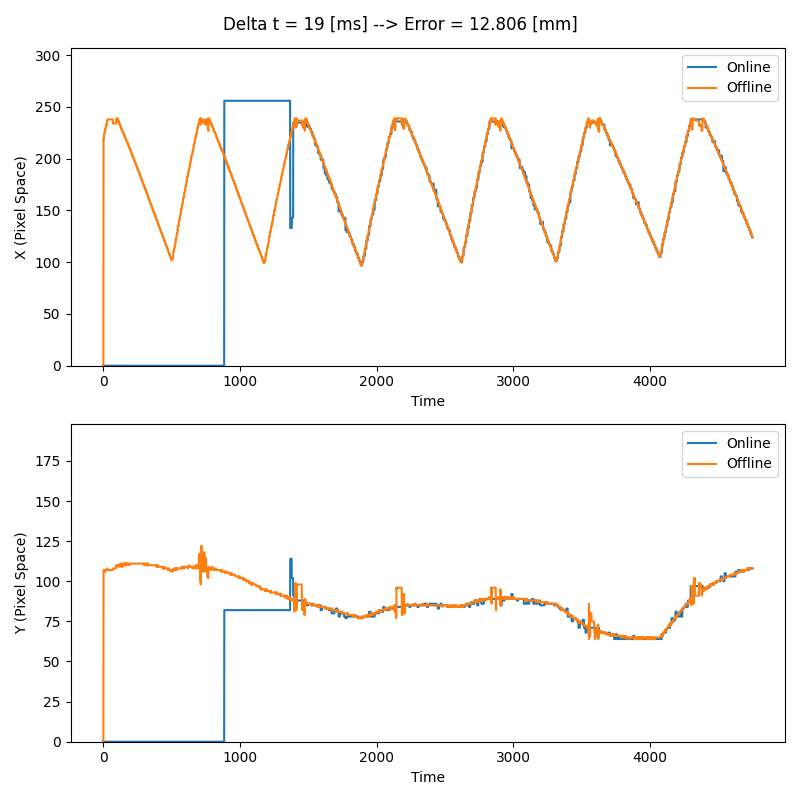 Delta t = 19 [ms] --> Error = 12.806 [mm]
300
250
200
150
100
50
0
X (Pixel Space)
Online
Offline
0
1000
2000
3000
4000
Time
175
150
125
100
75
50
25
0
Y (Pixel Space)
Online
Offline
0
1000
2000
3000
4000
Time